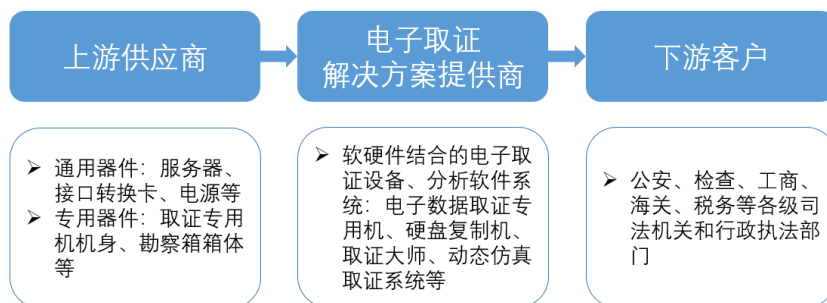 上游供应商
电子取证
解决方案提供商
下游客户
➢ 通用器件：服务器、
接口转换卡、电源等
➢ 专用器件：取证专用
机机身、勘察箱箱体
等
➢ 软硬件结合的电子取
证设备、分析软件系
统：电子数据取证专
用机、硬盘复制机、
取证大师、动态仿真
取证系统等
➢ 公安、检查、工商、
海关、税务等各级司
法机关和行政执法部
门